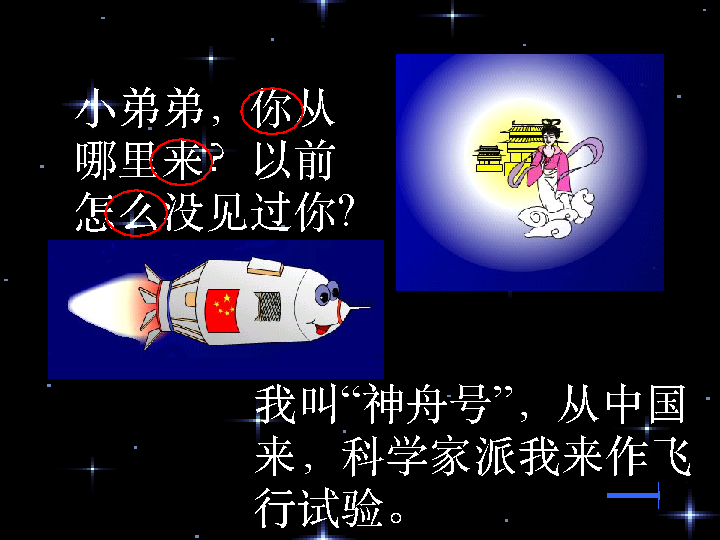 小弟弟，你从
哪里来？以前
怎么没见过你？
我叫“神舟号”，从中国
来，科学家派我来作飞
行试验。